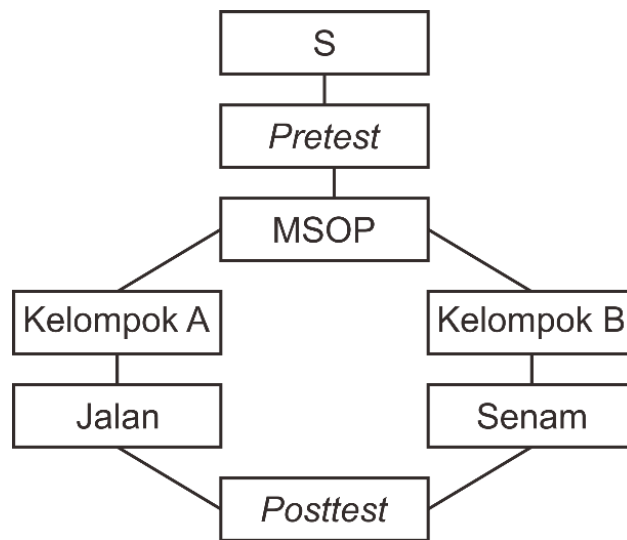 S
Pretest
MSOP
Kelompok A
Kelompok B
Jalan
Senam
Posttest